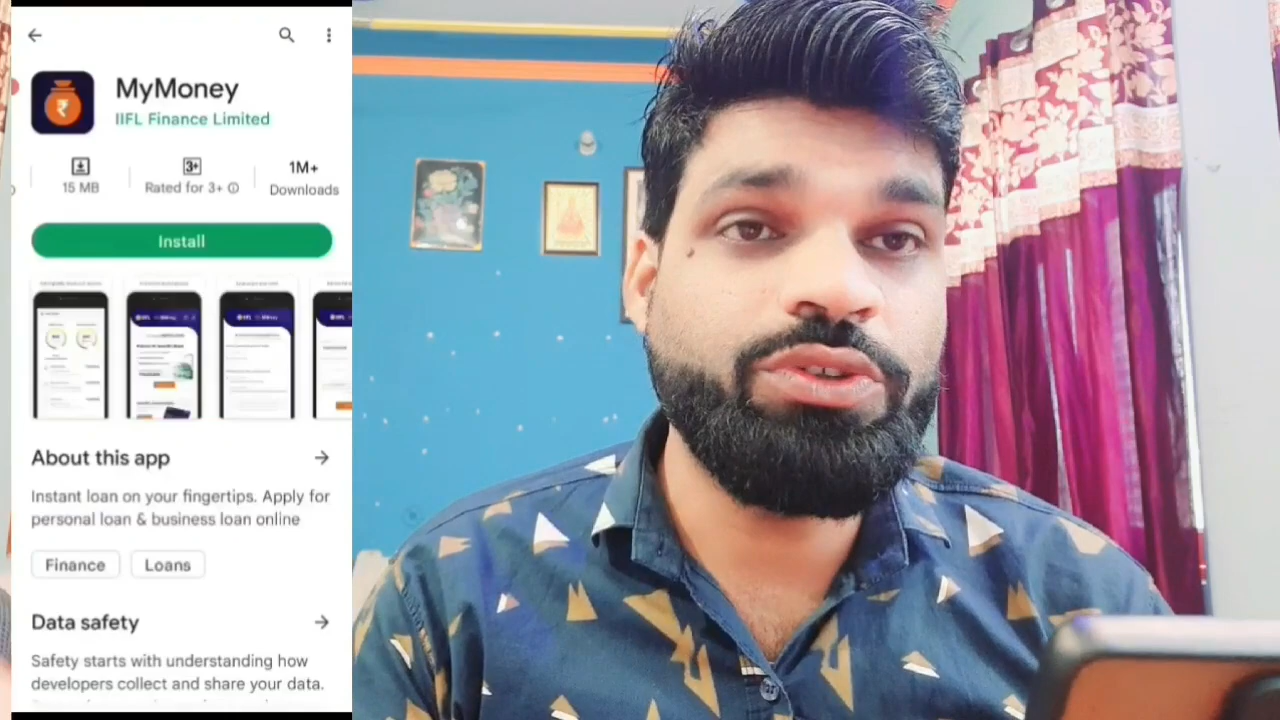 MyMoney
IIFL Finance Limited
15 MB
3+
Rated for 3+
1M+
Downloads
Install
About this app
Instant loan on your fingertips. Apply for
personal loan & business loan online
Finance
Loans
Data safety
Safety starts with understanding how
developers collect and share your data.